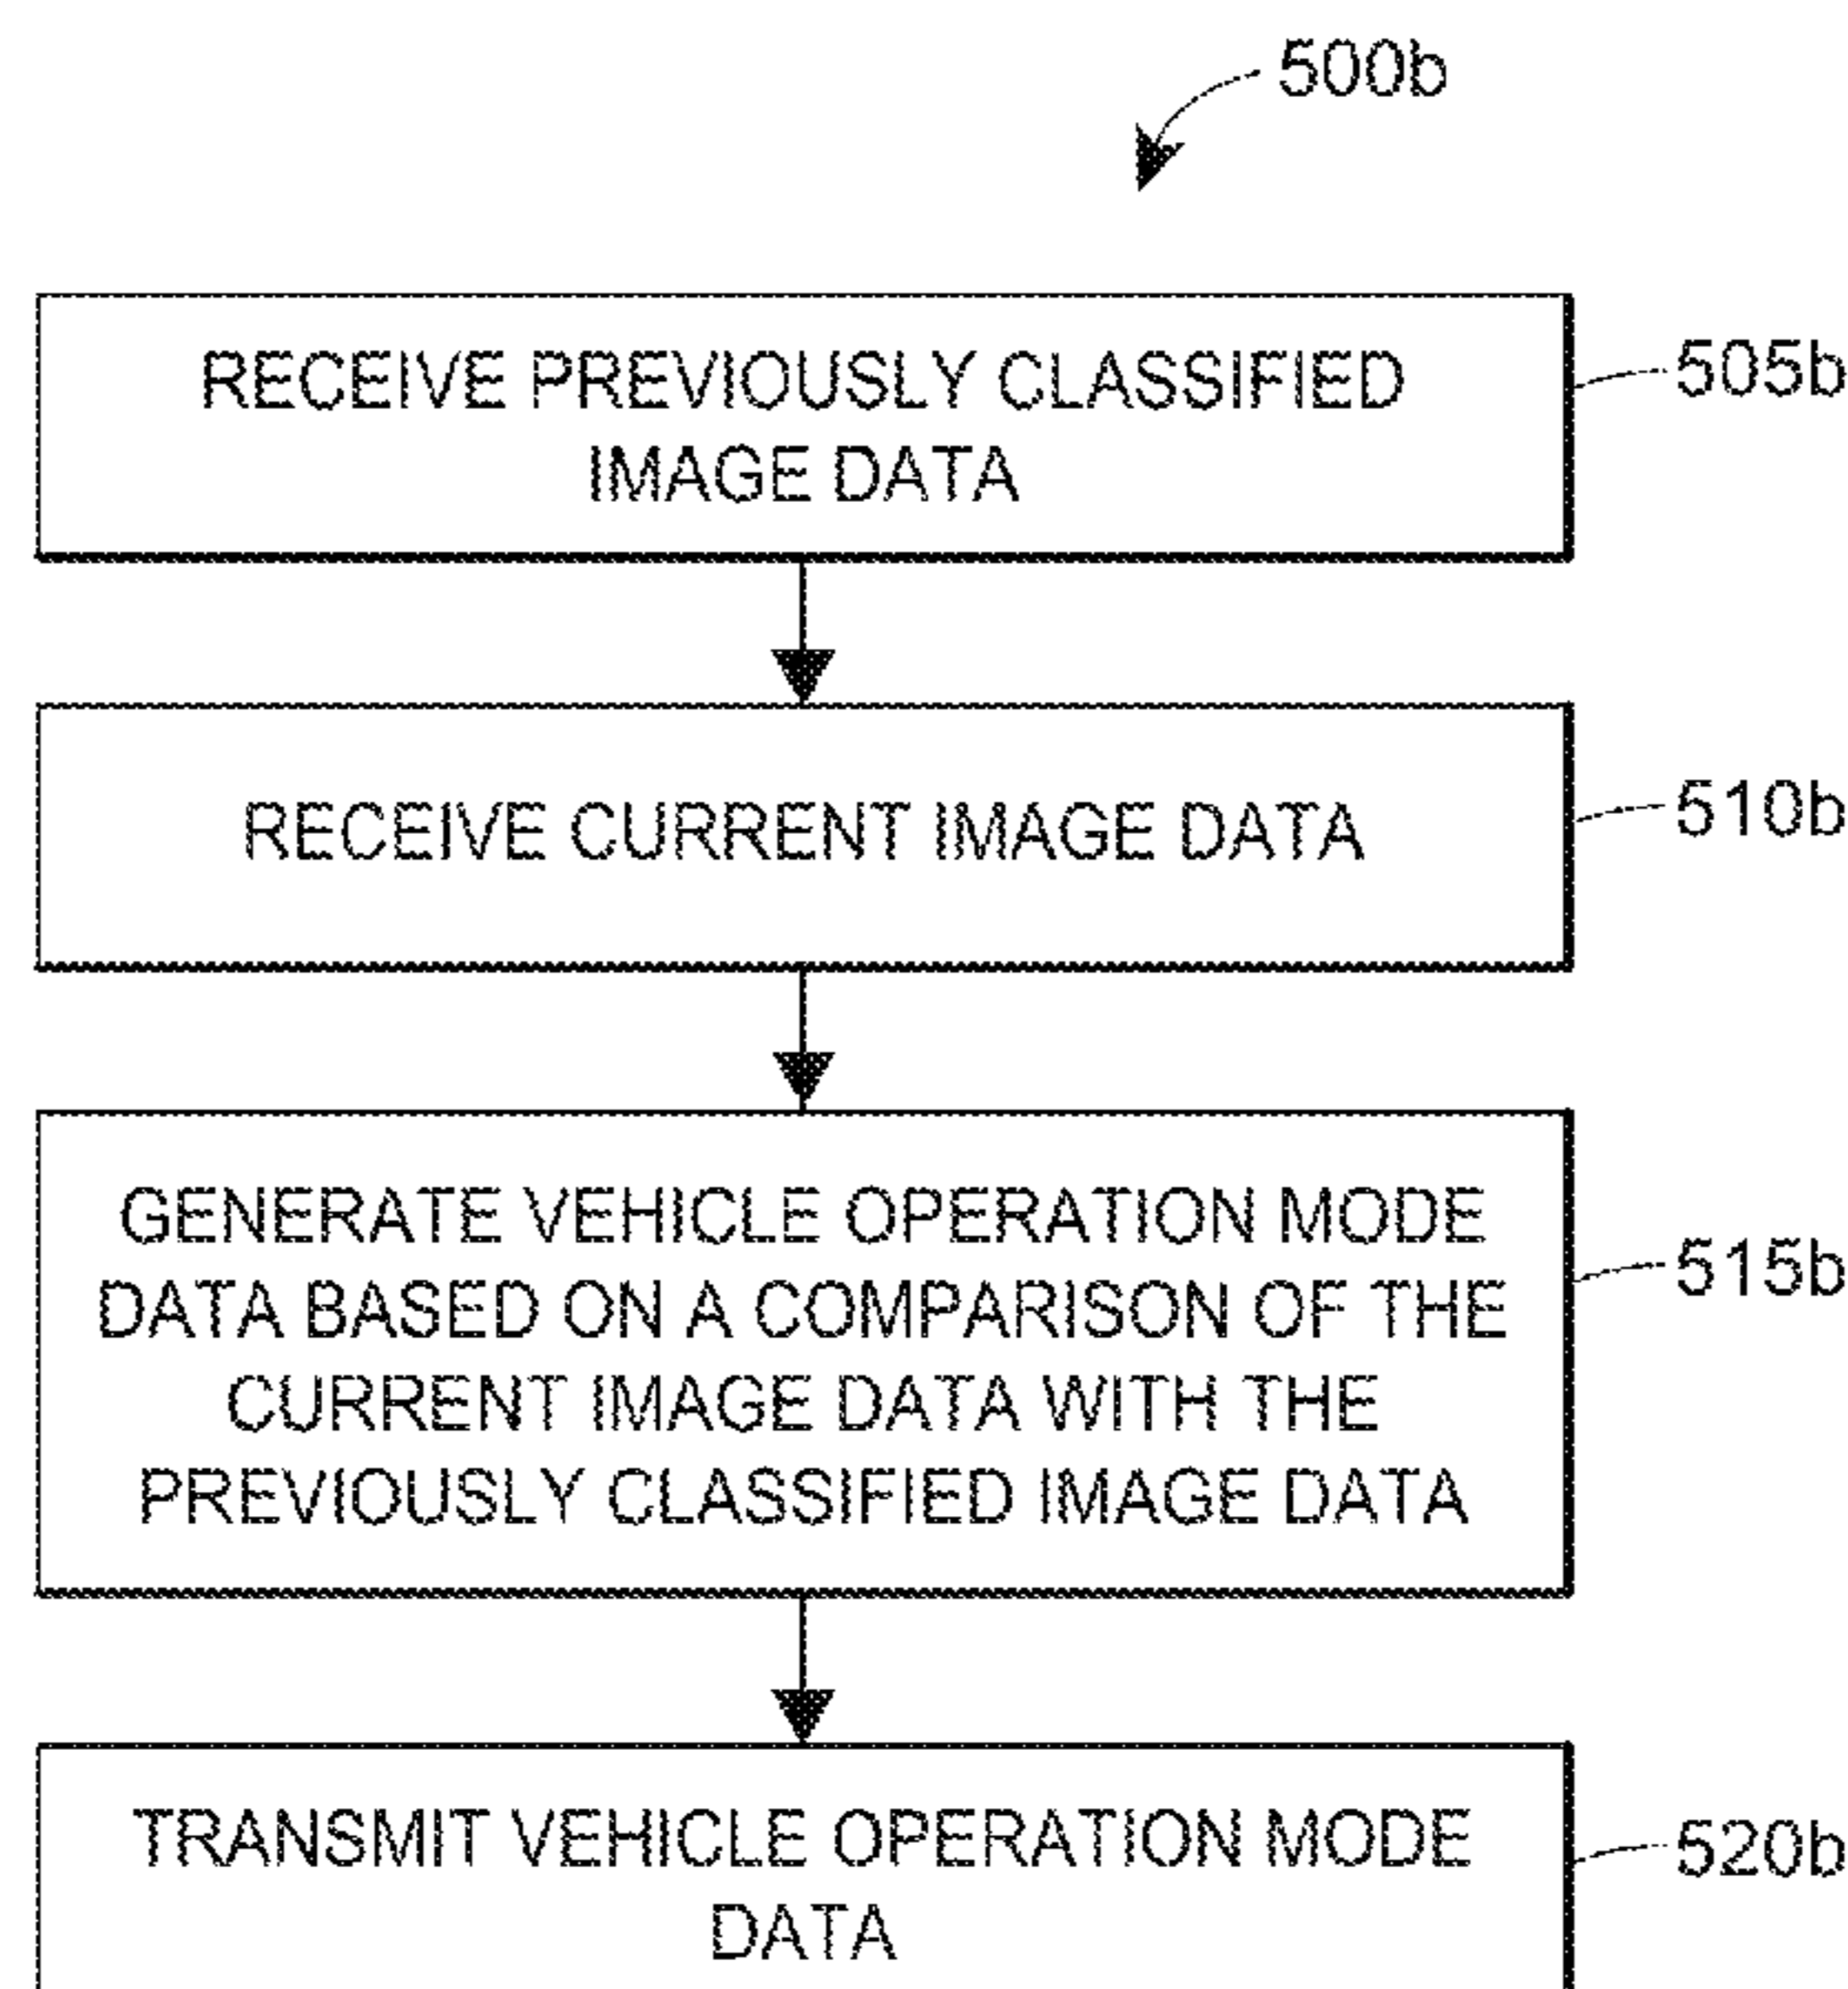 500b
RECEIVE PREVIOUSLY CLASSIFIED
IMAGE DATA
505b
RECEIVE CURRENT IMAGE DATA
510b
GENERATE VEHICLE OPERATION MODE
DATA BASED ON A COMPARISON OF THE
CURRENT IMAGE DATA WITH THE
PREVIOUSLY CLASSIFIED IMAGE DATA
515b
TRANSMIT VEHICLE OPERATION MODE
DATA
520b